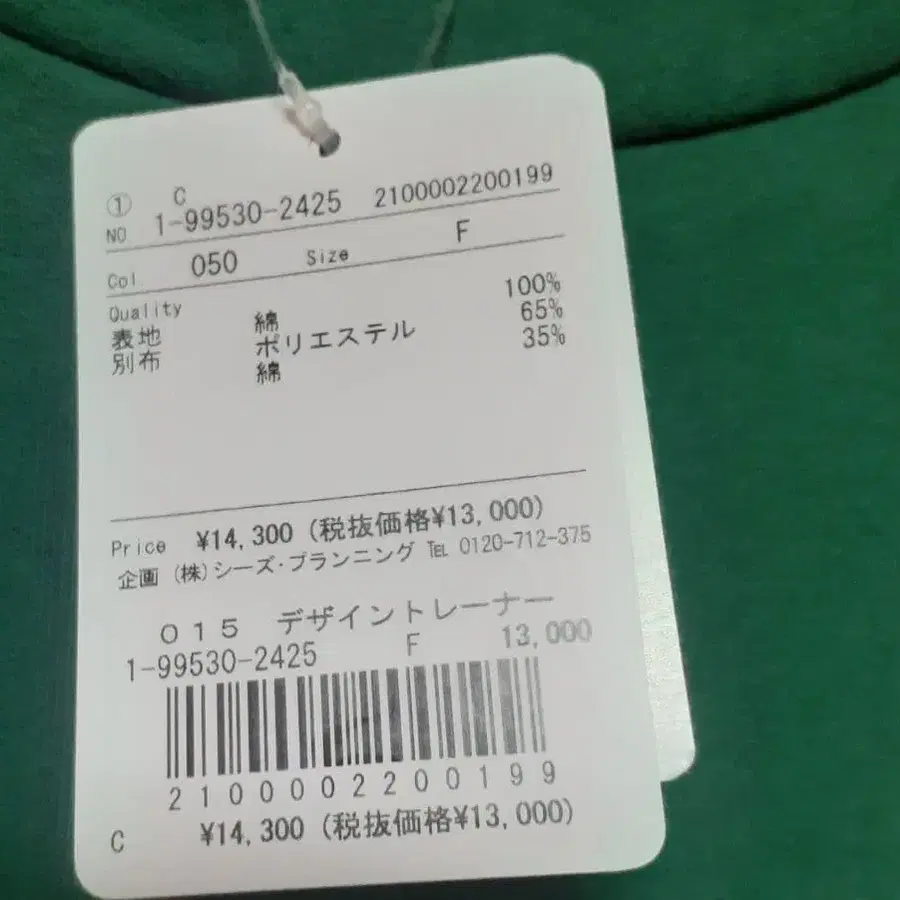 ① C
NO. 1-99530-2425 2100002200199
Col. 050 Size F
Quality
表地 綿 100%
別布 ポリエステル 65%
綿 35%
Price ¥14,300 (税抜価格¥13,000)
企画 (株)シーズ・プランニング ℡ 0120-712-375
015 デザイントレーナー
1-99530-2425 F 13,000
2100002200199
C ¥14,300 (税抜価格¥13,000)